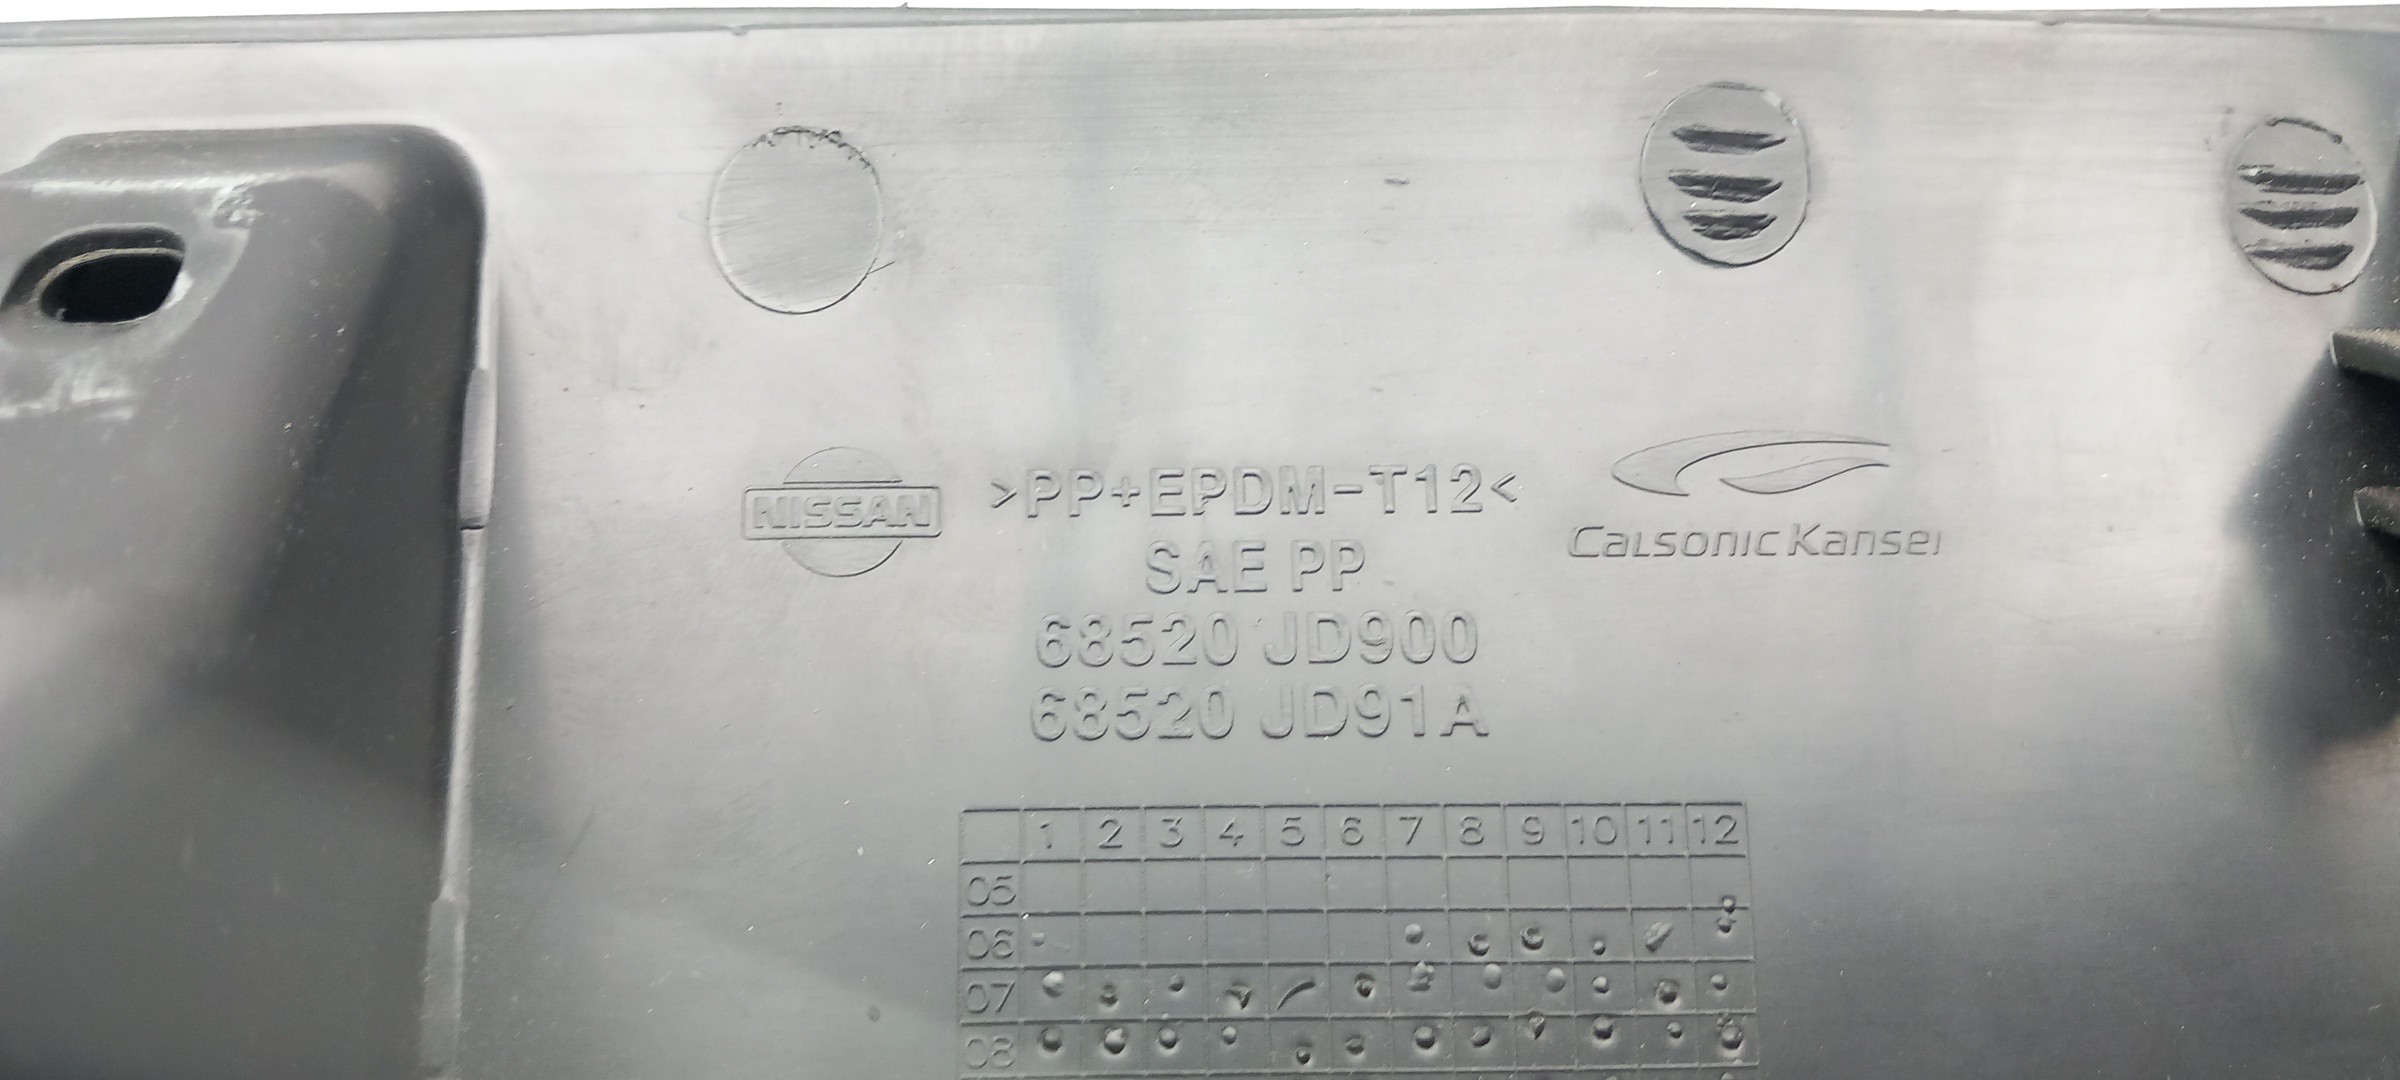 NISSAN
>PP+EPDM-T12<
SAE PP
68520 JD900
68520 JD91A
CaLsonic Kansei
1 2 3 4 5 6 7 8 9 10 11 12
05
06
07
08